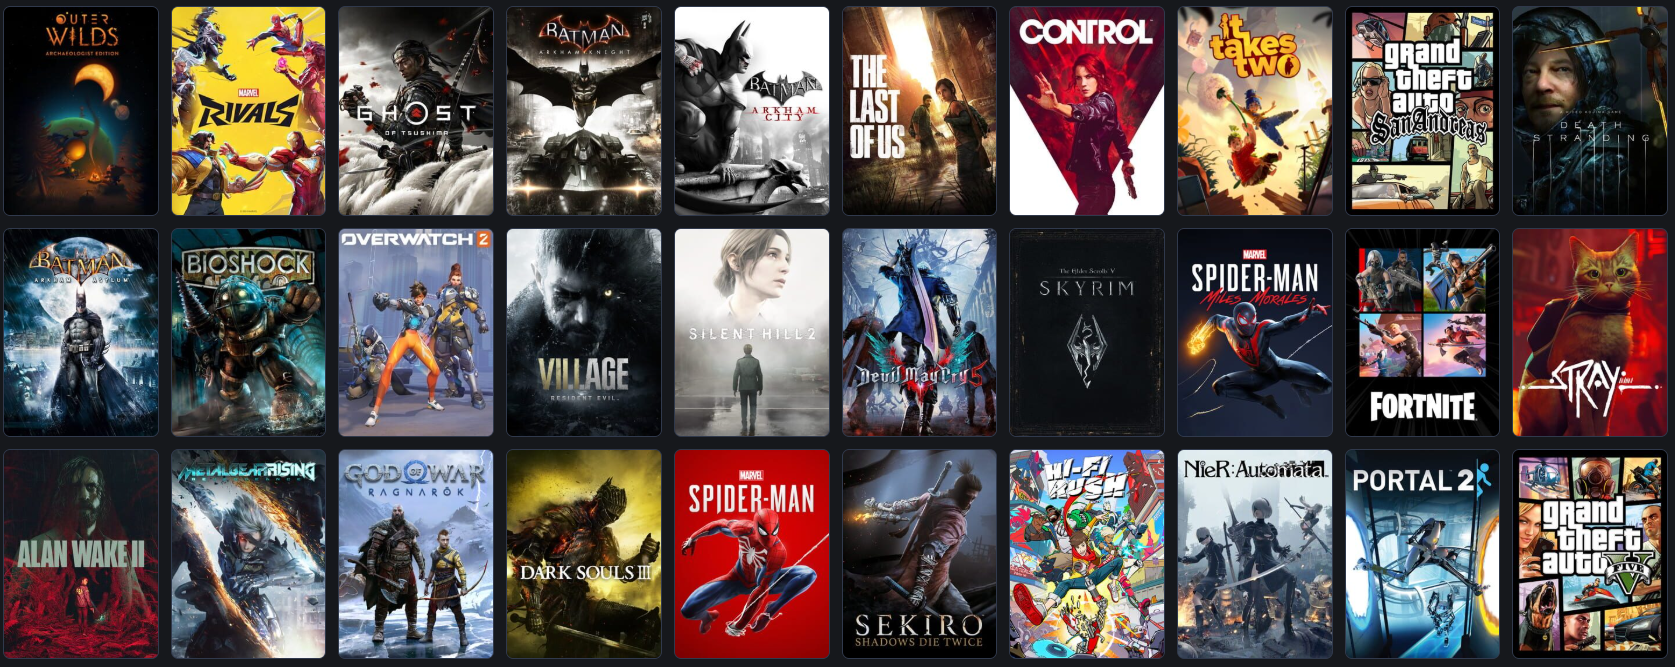 OUTER
WILDS
ARCHAEOLOGIST EDITION
MARVEL
RIVALS
GHOST
OF TSUSHIMA
BATMAN
ARKHAM KNIGHT
BATMAN
ARKHAM
CITY
THE
LAST
OF US
CONTROL
it
takes
two
grand
theft
auto
San Andreas
DEATH
STRANDING
BATMAN
ARKHAM ASYLUM
BIOSHOCK
OVERWATCH 2
VILLAGE
RESIDENT EVIL
SILENT HILL 2
Devil May Cry 5
The Elder Scrolls V
SKYRIM
MARVEL
SPIDER-MAN
MILES MORALES
FORTNITE
STRAY
ALAN WAKE II
METAL GEAR RISING
GOD OF WAR
RAGNARÖK
DARK SOULS III
MARVEL
SPIDER-MAN
SEKIRO
SHADOWS DIE TWICE
HI-FI
RUSH
NieR:Automata
PORTAL 2
grand
theft
auto
V
FIVE